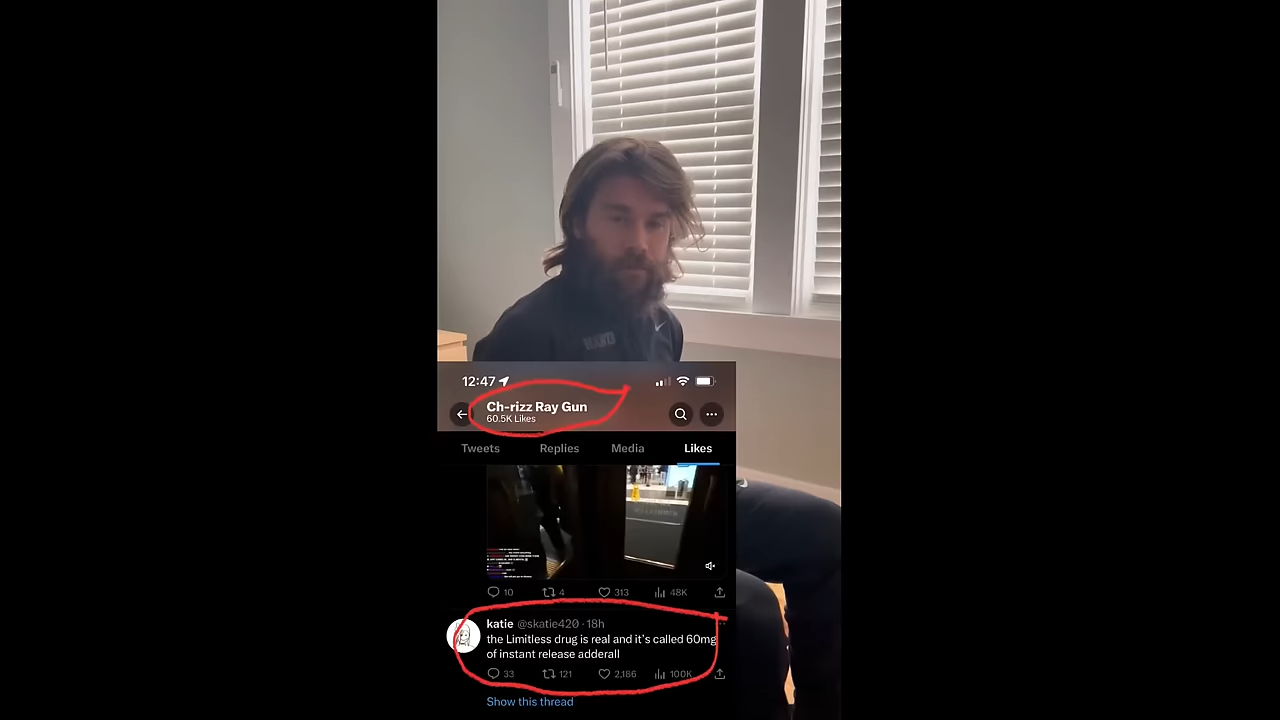 12:47
Ch-rizz Ray Gun
60.5K Likes
Tweets Replies Media Likes
10 4 313 48K
katie @skatie420 · 18h
the Limitless drug is real and it's called 60mg
of instant release adderall
33 121 2,186 100K
Show this thread